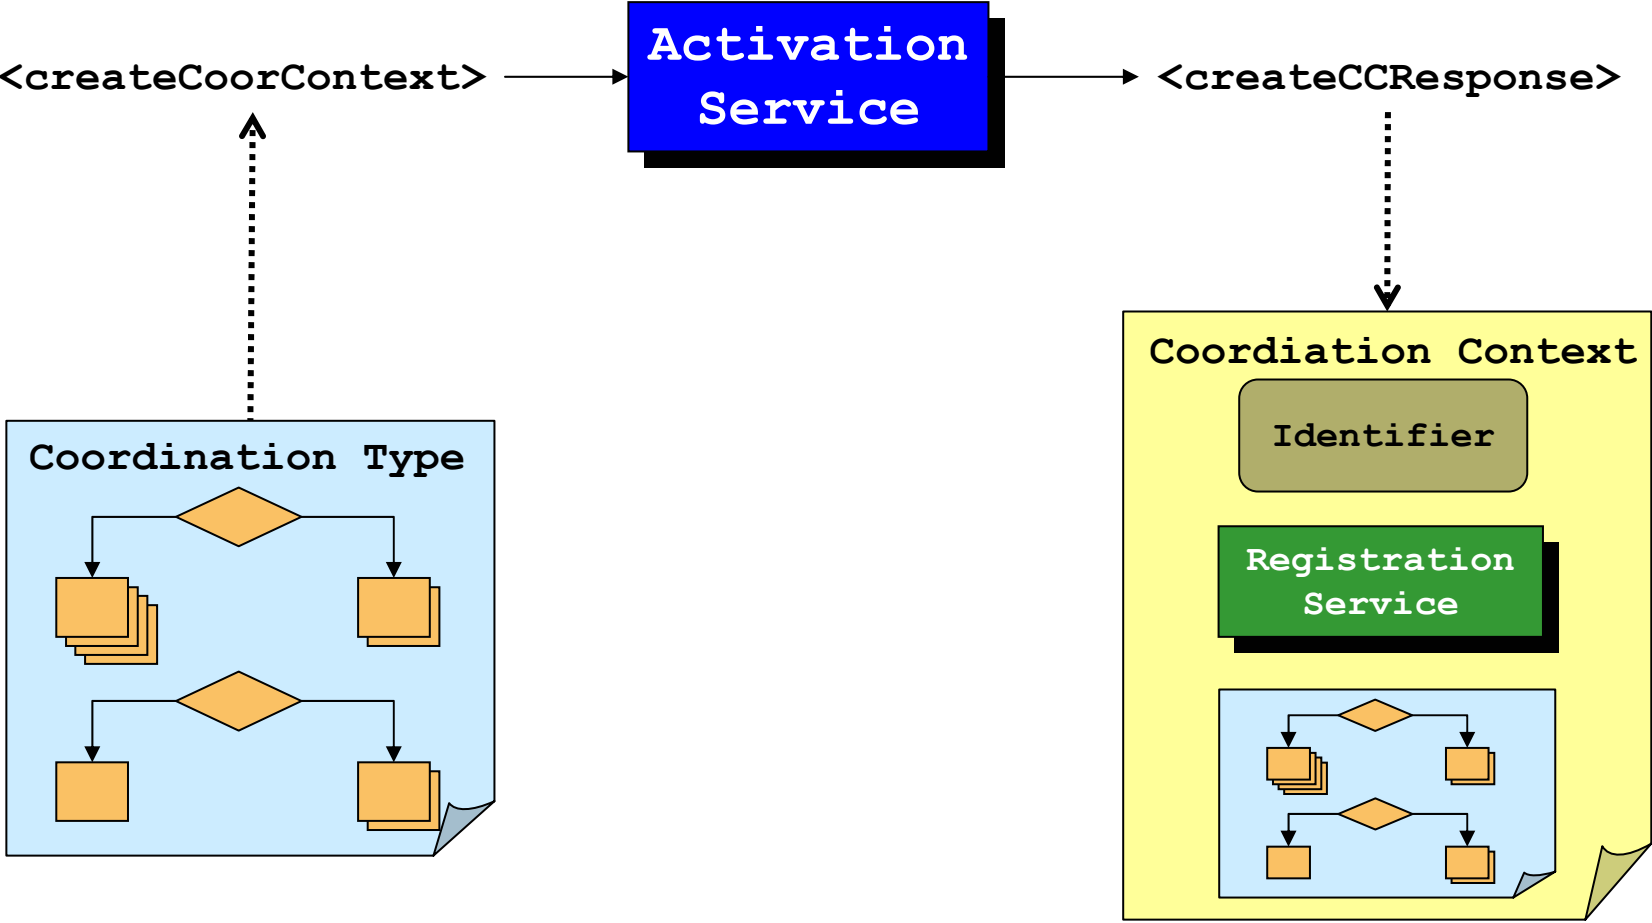 <createCoorContext>
Activation
Service
<createCCResponse>
Coordination Type
Coordiation Context
Identifier
Registration
Service